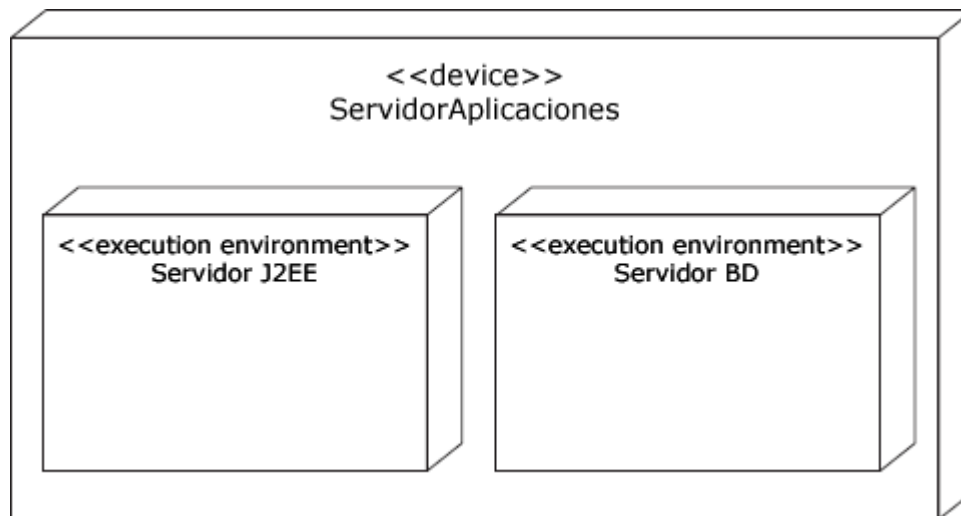 <<device>>
ServidorAplicaciones
<<execution environment>>
Servidor J2EE
<<execution environment>>
Servidor BD